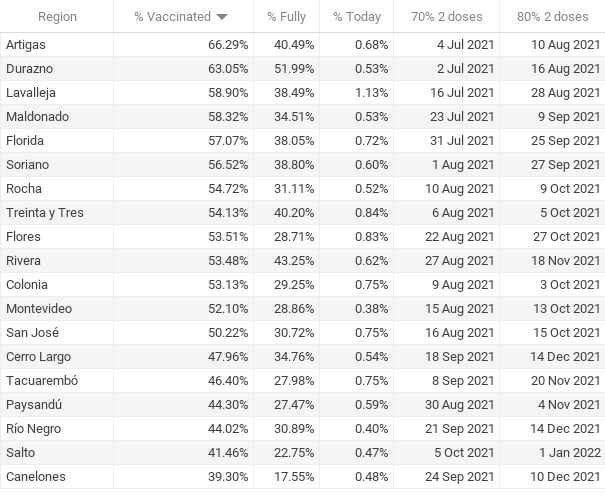 Region % Vaccinated % Fully % Today 70% 2 doses 80% 2 doses
Artigas 66.29% 40.49% 0.68% 4 Jul 2021 10 Aug 2021
Durazno 63.05% 51.99% 0.53% 2 Jul 2021 16 Aug 2021
Lavalleja 58.90% 38.49% 1.13% 16 Jul 2021 28 Aug 2021
Maldonado 58.32% 34.51% 0.53% 23 Jul 2021 9 Sep 2021
Florida 57.07% 38.05% 0.72% 31 Jul 2021 25 Sep 2021
Soriano 56.52% 38.80% 0.60% 1 Aug 2021 27 Sep 2021
Rocha 54.72% 31.11% 0.52% 10 Aug 2021 9 Oct 2021
Treinta y Tres 54.13% 40.20% 0.84% 6 Aug 2021 5 Oct 2021
Flores 53.51% 28.71% 0.83% 22 Aug 2021 27 Oct 2021
Rivera 53.48% 43.25% 0.62% 27 Aug 2021 18 Nov 2021
Colonia 53.13% 29.25% 0.75% 9 Aug 2021 3 Oct 2021
Montevideo 52.10% 28.86% 0.38% 15 Aug 2021 13 Oct 2021
San José 50.22% 30.72% 0.75% 16 Aug 2021 15 Oct 2021
Cerro Largo 47.96% 34.76% 0.54% 18 Sep 2021 14 Dec 2021
Tacuarembó 46.40% 27.98% 0.75% 8 Sep 2021 20 Nov 2021
Paysandú 44.30% 27.47% 0.59% 30 Aug 2021 4 Nov 2021
Río Negro 44.02% 30.89% 0.40% 21 Sep 2021 14 Dec 2021
Salto 41.46% 22.75% 0.47% 5 Oct 2021 1 Jan 2022
Canelones 39.30% 17.55% 0.48% 24 Sep 2021 10 Dec 2021